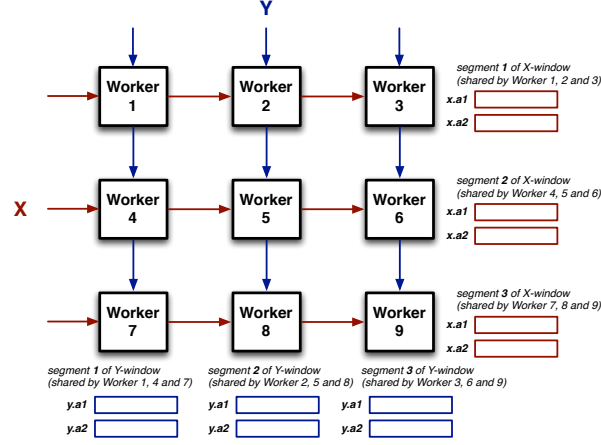 Y
segment 1 of X-window
(shared by Worker 1, 2 and 3)
Worker
1
Worker
2
Worker
3
x.a1
x.a2
segment 2 of X-window
(shared by Worker 4, 5 and 6)
X
Worker
4
Worker
5
Worker
6
x.a1
x.a2
segment 3 of X-window
(shared by Worker 7, 8 and 9)
Worker
7
Worker
8
Worker
9
x.a1
x.a2
segment 1 of Y-window
(shared by Worker 1, 4 and 7)
segment 2 of Y-window
(shared by Worker 2, 5 and 8)
segment 3 of Y-window
(shared by Worker 3, 6 and 9)
y.a1
y.a1
y.a1
y.a2
y.a2
y.a2